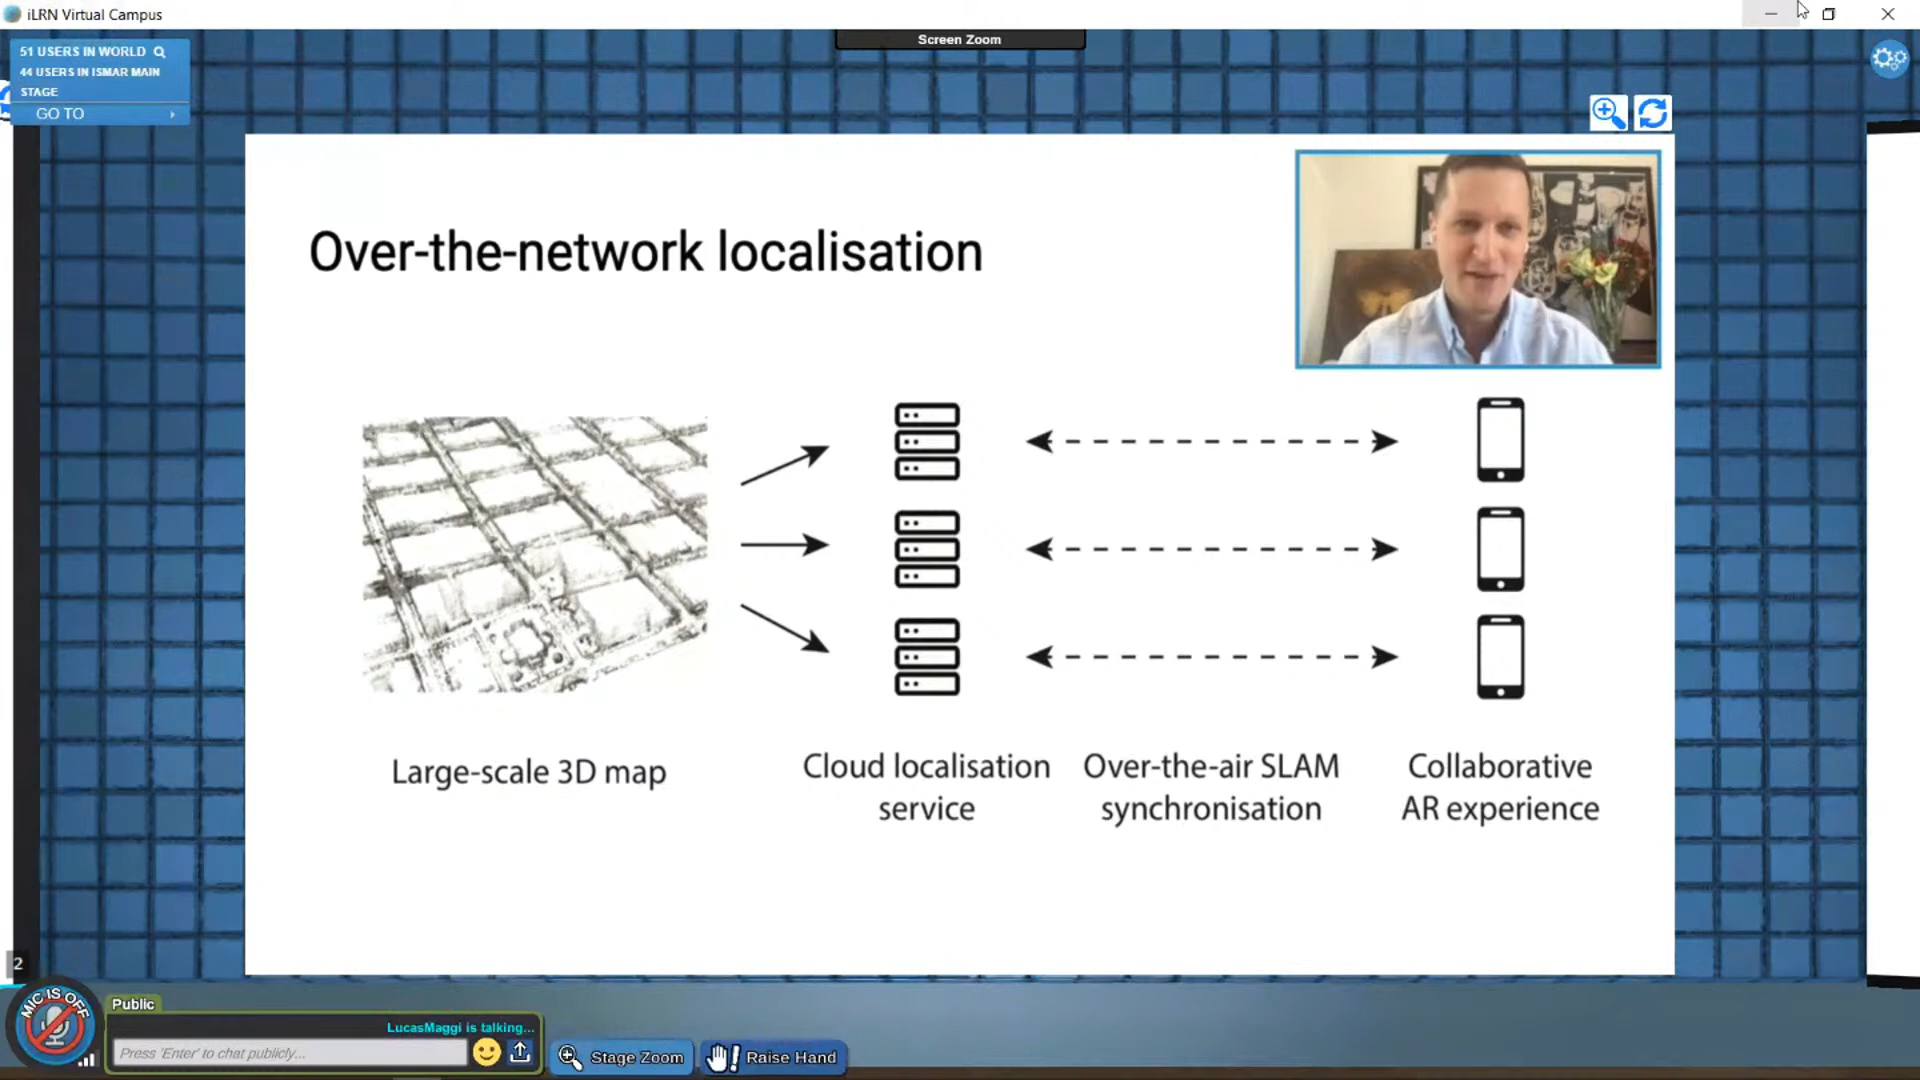 iLRN Virtual Campus
51 USERS IN WORLD
44 USERS IN ISMAR MAIN
STAGE
GO TO
Screen Zoom
Over-the-network localisation
Large-scale 3D map
Cloud localisation
service
Over-the-air SLAM
synchronisation
Collaborative
AR experience
2
MIC IS OFF
Public
LucasMaggi is talking...
Press 'Enter' to chat publicly...
Stage Zoom
Raise Hand